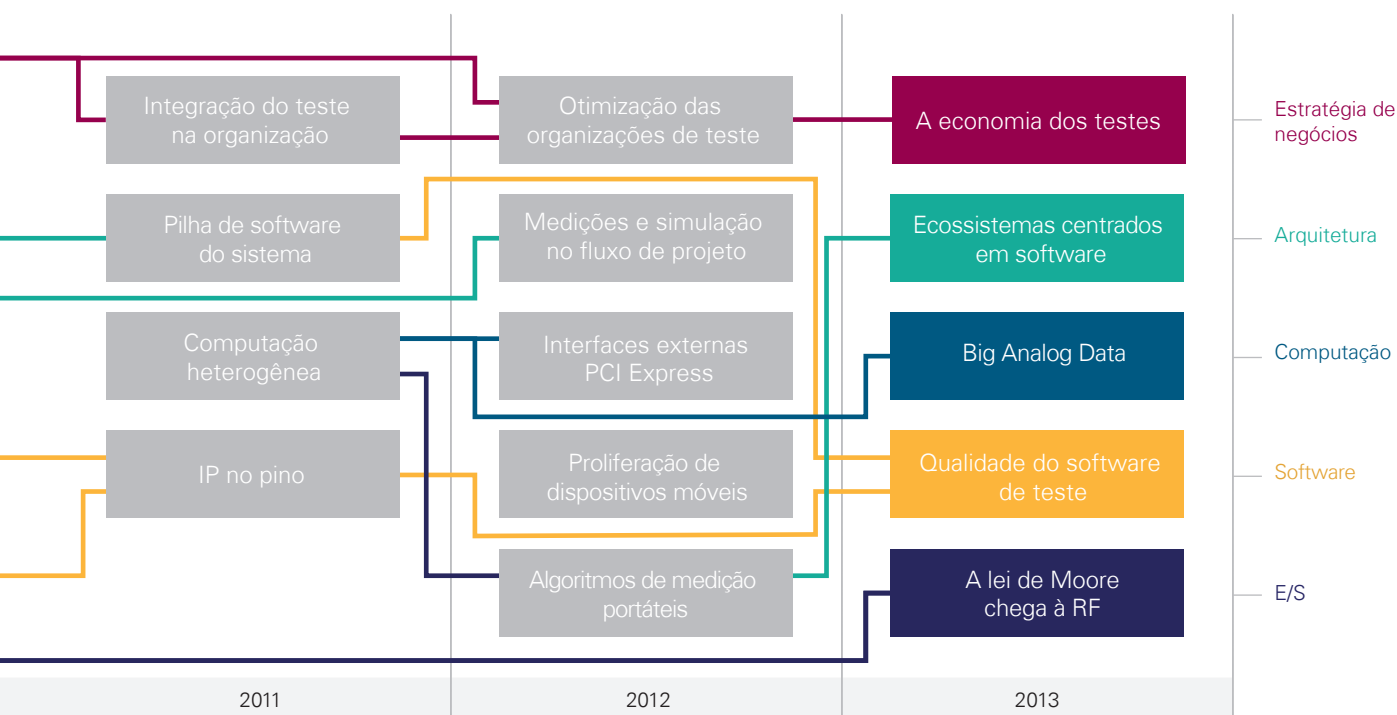 Integração do teste
na organização
Otimização das
organizações de teste
A economia dos testes
Estratégia de
negócios
Pilha de software
do sistema
Medições e simulação
no fluxo de projeto
Ecossistemas centrados
em software
Arquitetura
Computação
heterogênea
Interfaces externas
PCI Express
Big Analog Data
Computação
IP no pino
Proliferação de
dispositivos móveis
Qualidade do software
de teste
Software
Algoritmos de medição
portáteis
A lei de Moore
chega à RF
E/S
2011
2012
2013